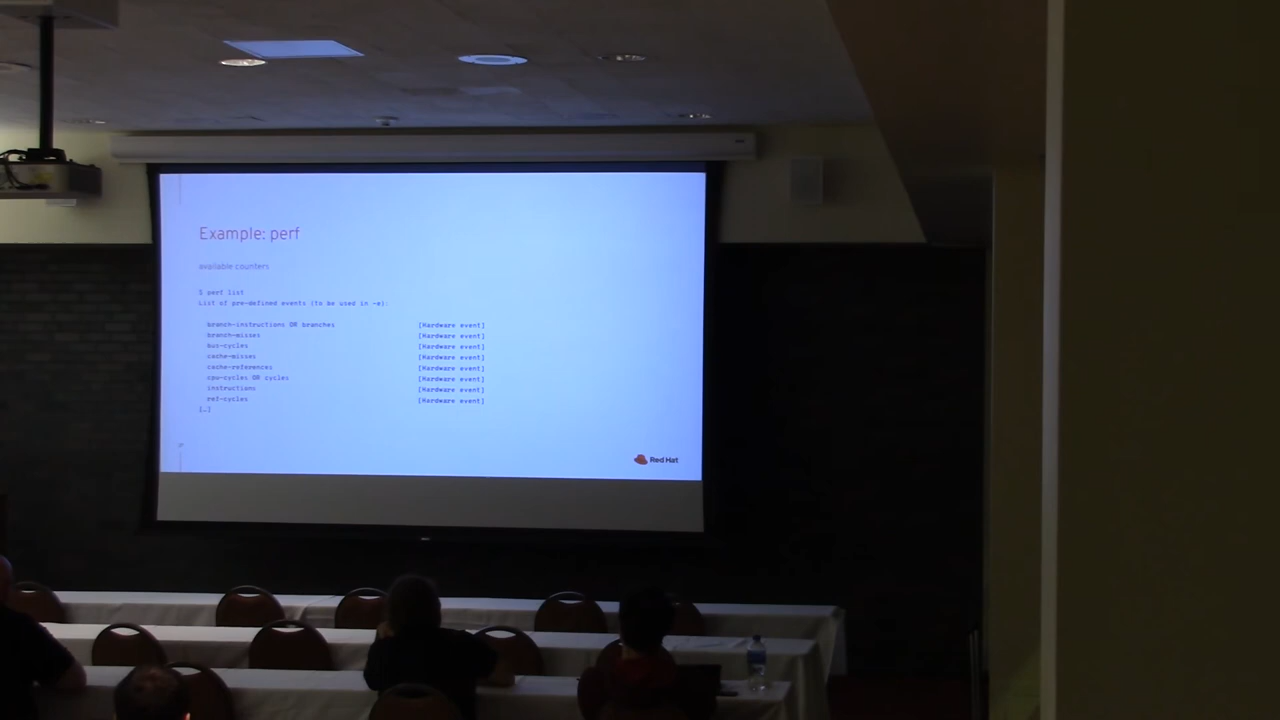 Example: perf
available counters
$ perf list
List of pre-defined events (to be used in -e):
branch-instructions OR branches [Hardware event]
branch-misses [Hardware event]
bus-cycles [Hardware event]
cache-misses [Hardware event]
cache-references [Hardware event]
cpu-cycles OR cycles [Hardware event]
instructions [Hardware event]
ref-cycles [Hardware event]
[…]
Red Hat